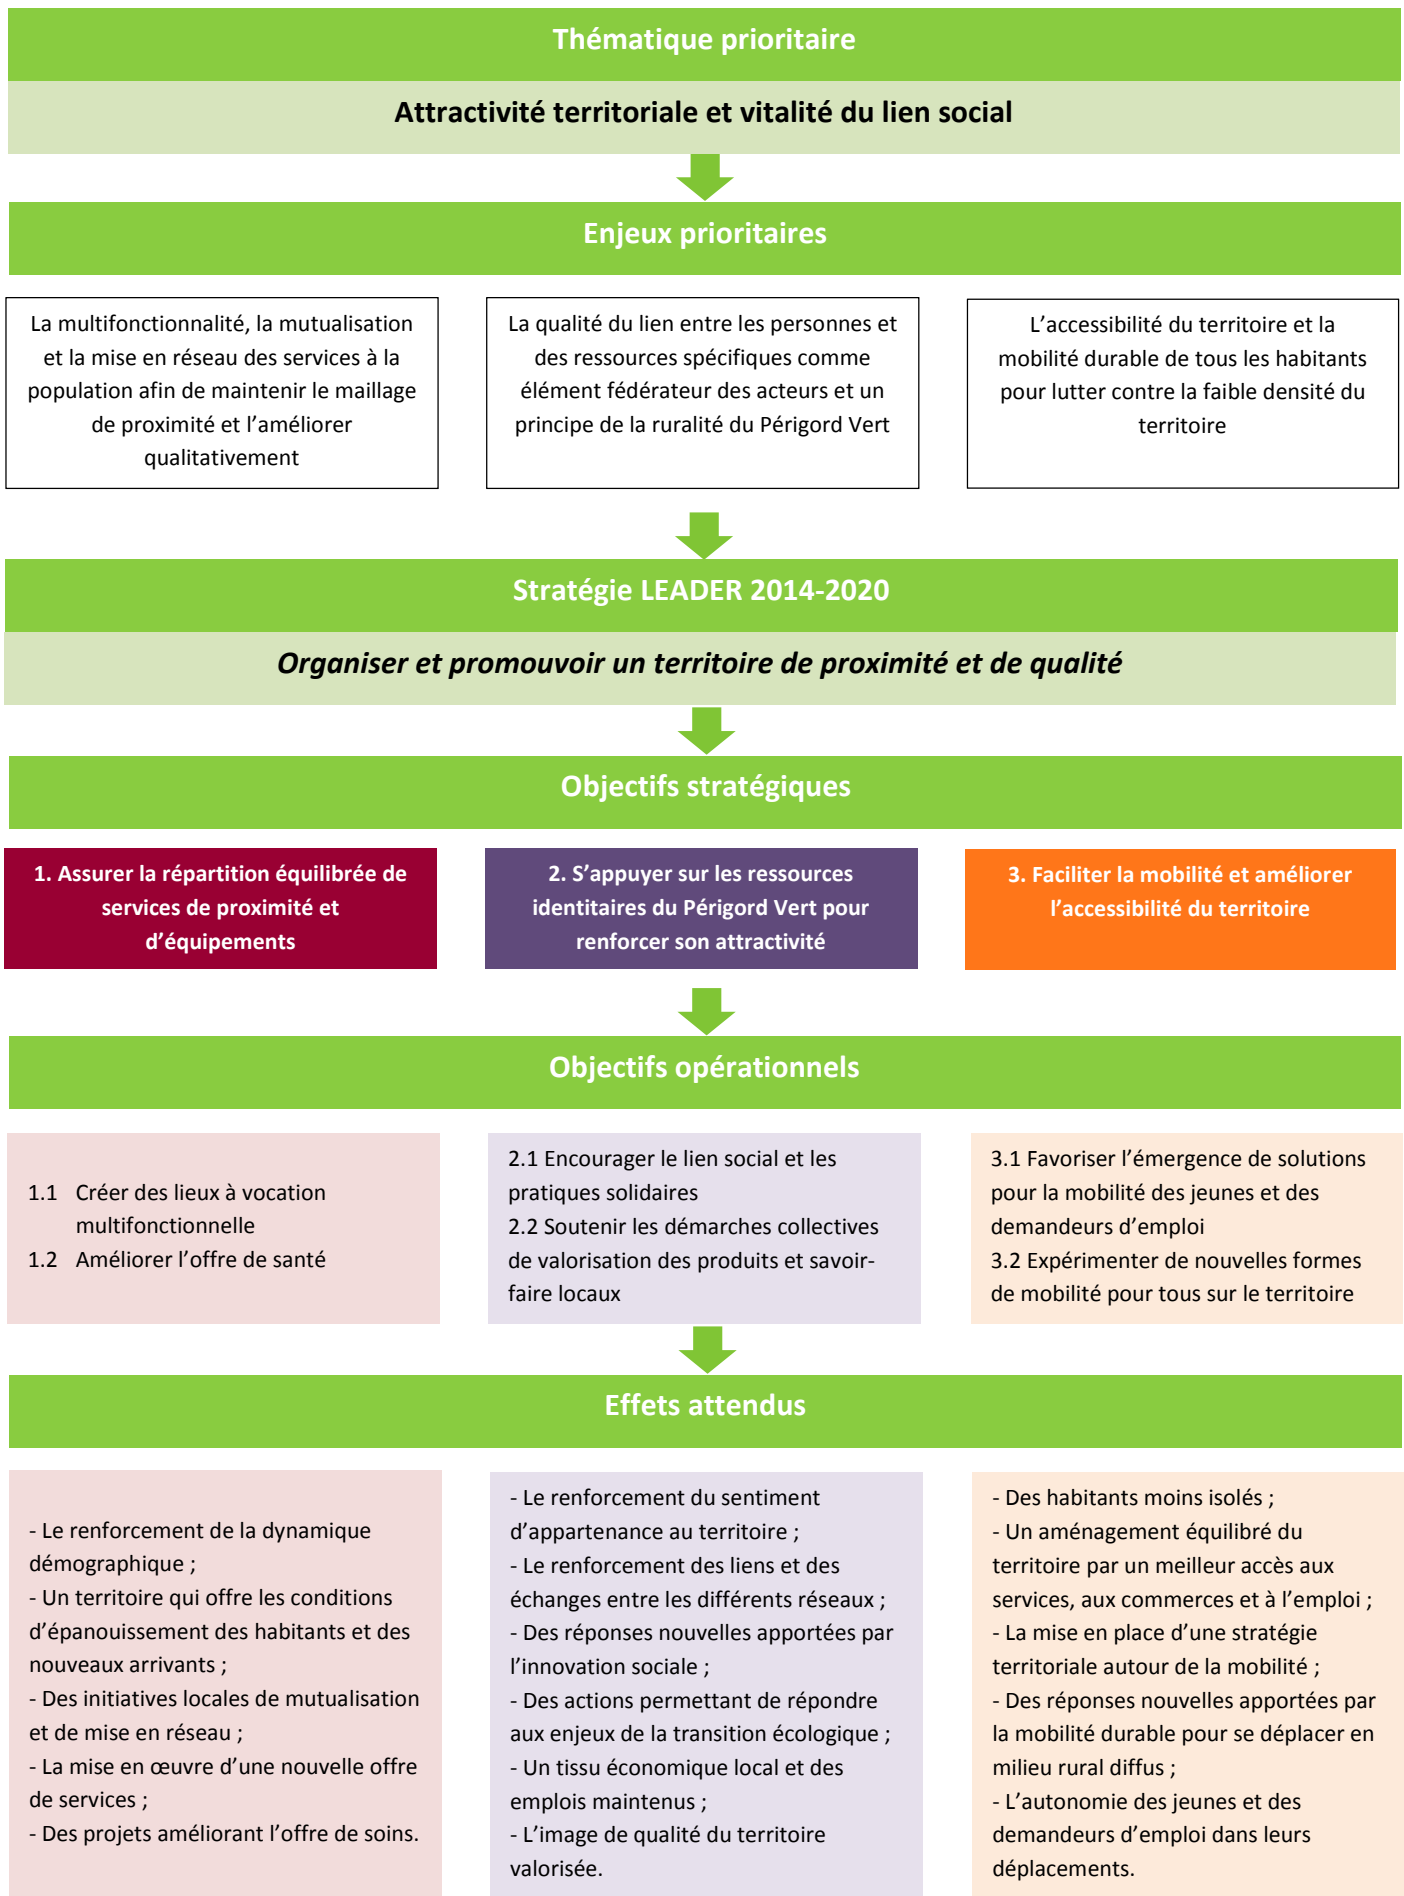 Thématique prioritaire
Attractivité territoriale et vitalité du lien social
Enjeux prioritaires
La multifonctionnalité, la mutualisation
et la mise en réseau des services à la
population afin de maintenir le maillage
de proximité et l’améliorer
qualitativement
La qualité du lien entre les personnes et
des ressources spécifiques comme
élément fédérateur des acteurs et un
principe de la ruralité du Périgord Vert
L’accessibilité du territoire et la
mobilité durable de tous les habitants
pour lutter contre la faible densité du
territoire
Stratégie LEADER 2014-2020
Organiser et promouvoir un territoire de proximité et de qualité
Objectifs stratégiques
1. Assurer la répartition équilibrée de
services de proximité et
d’équipements
2. S’appuyer sur les ressources
identitaires du Périgord Vert pour
renforcer son attractivité
3. Faciliter la mobilité et améliorer
l’accessibilité du territoire
Objectifs opérationnels
1.1 Créer des lieux à vocation
multifonctionnelle
1.2 Améliorer l’offre de santé
2.1 Encourager le lien social et les
pratiques solidaires
2.2 Soutenir les démarches collectives
de valorisation des produits et savoir-
faire locaux
3.1 Favoriser l’émergence de solutions
pour la mobilité des jeunes et des
demandeurs d’emploi
3.2 Expérimenter de nouvelles formes
de mobilité pour tous sur le territoire
Effets attendus
- Le renforcement de la dynamique
démographique ;
- Un territoire qui offre les conditions
d’épanouissement des habitants et des
nouveaux arrivants ;
- Des initiatives locales de mutualisation
et de mise en réseau ;
- La mise en œuvre d’une nouvelle offre
de services ;
- Des projets améliorant l’offre de soins.
- Le renforcement du sentiment
d’appartenance au territoire ;
- Le renforcement des liens et des
échanges entre les différents réseaux ;
- Des réponses nouvelles apportées par
l’innovation sociale ;
- Des actions permettant de répondre
aux enjeux de la transition écologique ;
- Un tissu économique local et des
emplois maintenus ;
- L’image de qualité du territoire
valorisée.
- Des habitants moins isolés ;
- Un aménagement équilibré du
territoire par un meilleur accès aux
services, aux commerces et à l’emploi ;
- La mise en place d’une stratégie
territoriale autour de la mobilité ;
- Des réponses nouvelles apportées par
la mobilité durable pour se déplacer en
milieu rural diffus ;
- L’autonomie des jeunes et des
demandeurs d’emploi dans leurs
déplacements.